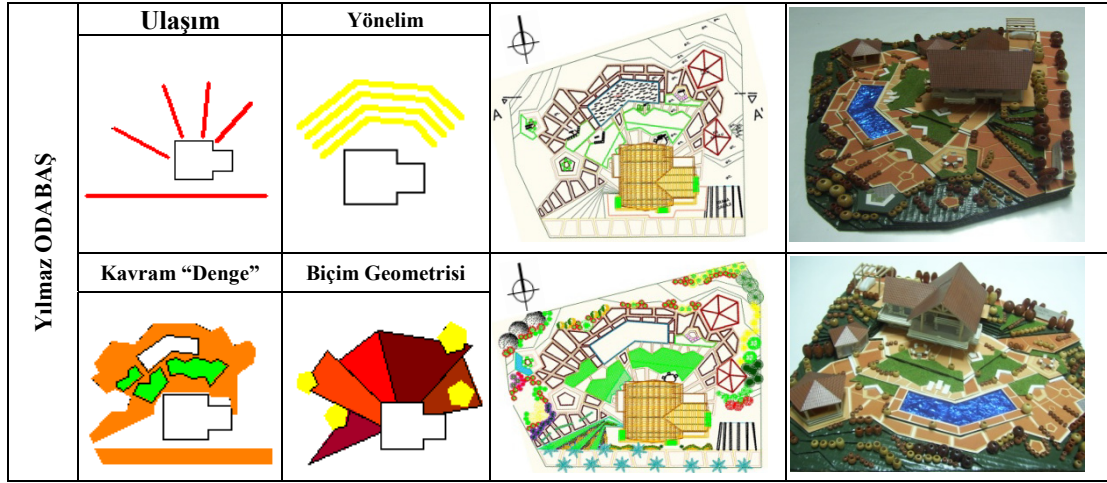 Yılmaz ODABAŞ
Ulaşım
Yönelim
A
A'
Kavram “Denge”
Biçim Geometrisi